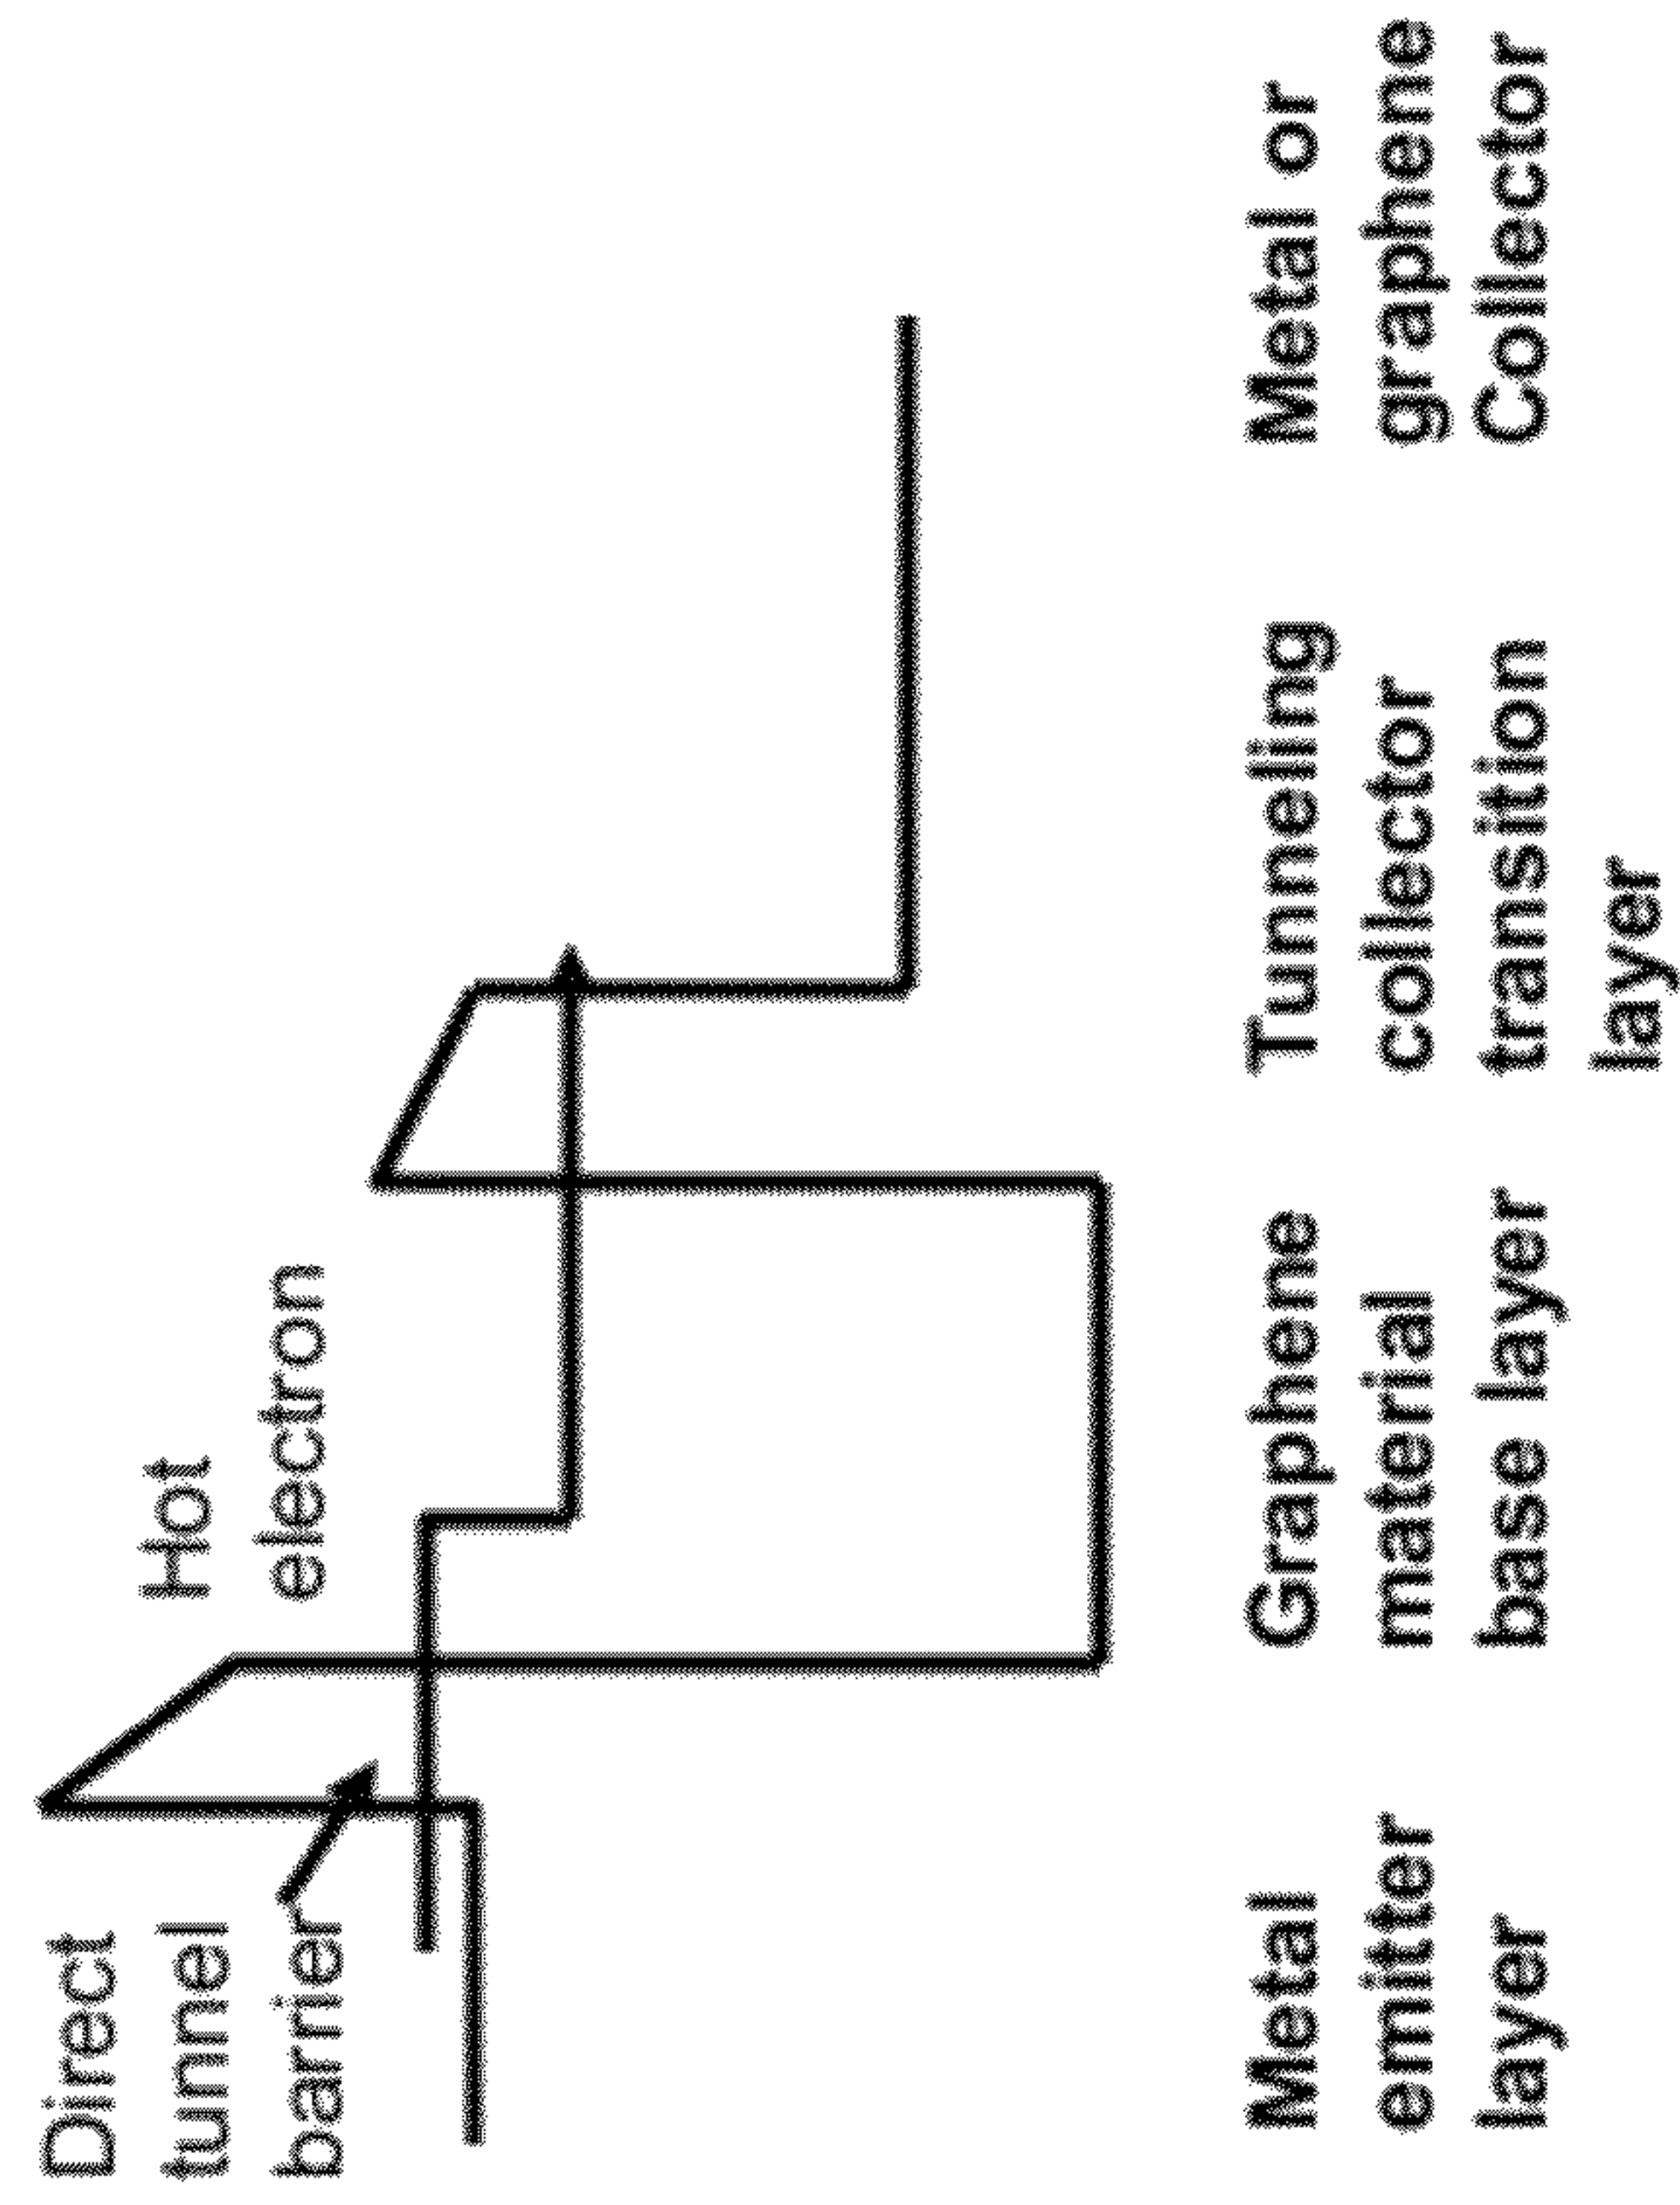 Direct
tunnel
barrier
Hot
electron
Metal
emitter
layer
Graphene
material
base layer
Tunneling
collector
transition
layer
Metal or
graphene
Collector